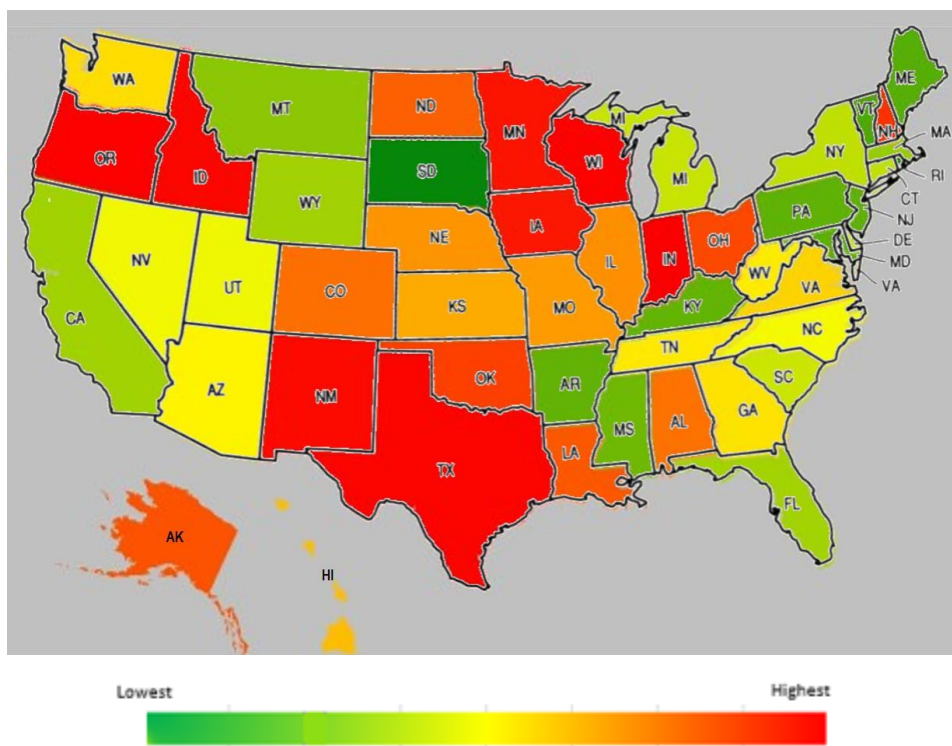 WA
MT
ND
MN
MI
ME
VT
NH
MA
OR
ID
SD
WI
NY
RI
WY
MI
CT
IA
PA
NJ
NE
OH
DE
NV
UT
IL
IN
MD
CO
WV
VA
VA
CA
KS
MO
KY
NC
TN
AZ
NM
OK
AR
SC
MS
AL
GA
TX
LA
FL
AK
HI
Lowest
Highest